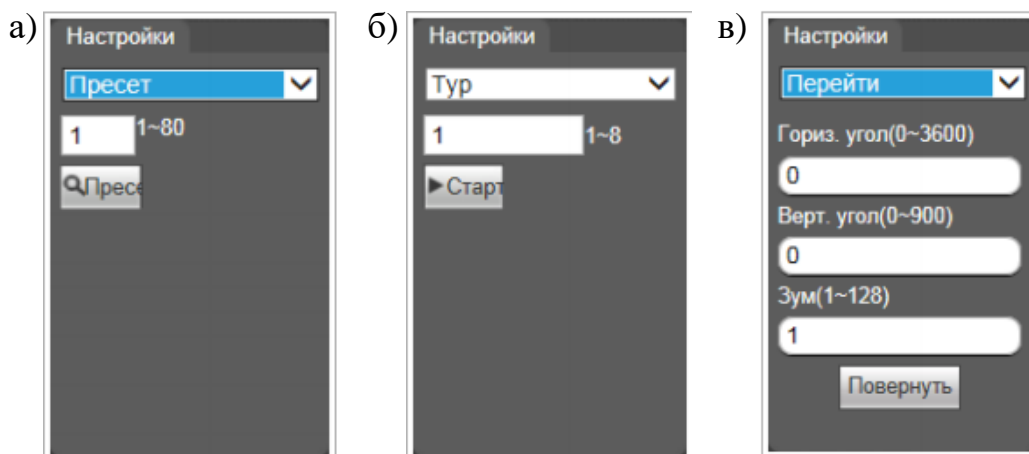 а)
Настройки
Пресет
1 1~80
Пресе
б)
Настройки
Тур
1 1~8
Старт
в)
Настройки
Перейти
Гориз. угол(0~3600)
0
Верт. угол(0~900)
0
Зум(1~128)
1
Повернуть